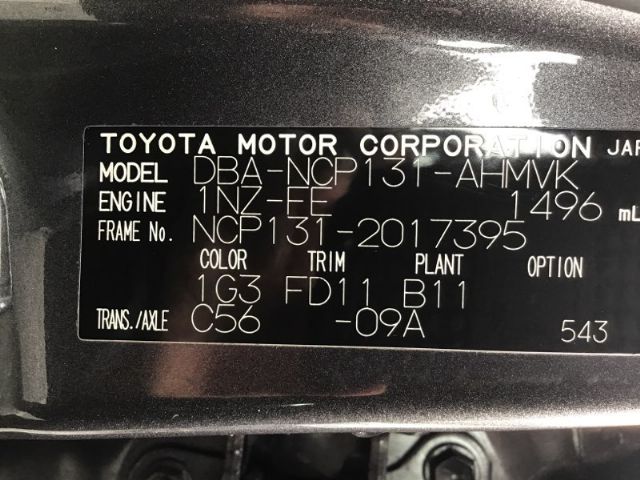 TOYOTA MOTOR CORPORATION JAP
MODEL DBA-NCP131-AHMVK
ENGINE 1NZ-FE 1496 mL
FRAME No. NCP131-2017395
COLOR TRIM PLANT OPTION
1G3 FD11 B11
TRANS./AXLE C56 -09A 543